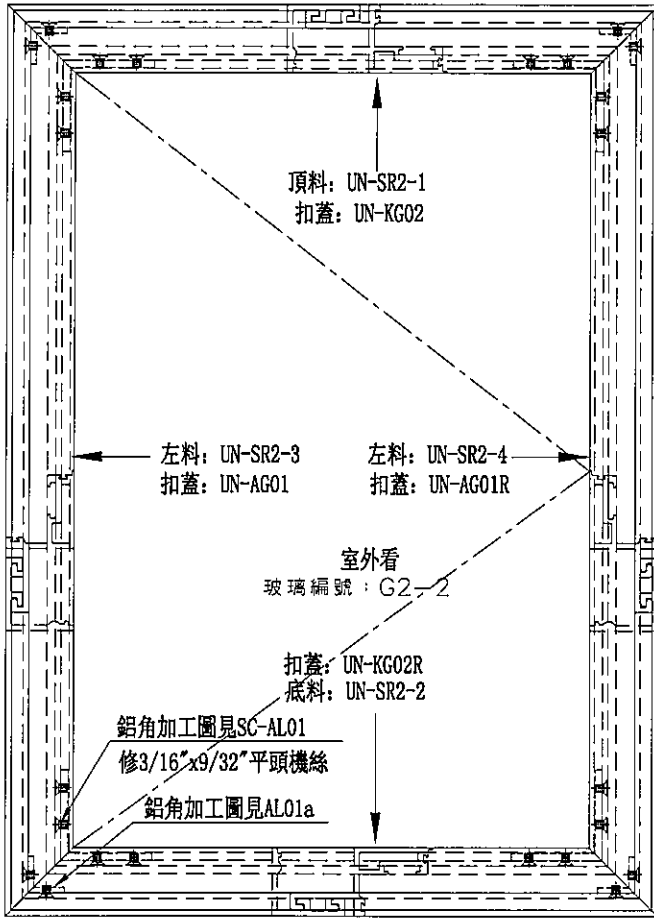 頂料: UN-SR2-1
扣蓋: UN-KG02
左料: UN-SR2-3
扣蓋: UN-AG01
左料: UN-SR2-4
扣蓋: UN-AG01R
室外看
玻璃編號：G2-2
扣蓋: UN-KG02R
底料: UN-SR2-2
鋁角加工圖見SC-AL01
修3/16"x9/32"平頭機絲
鋁角加工圖見AL01a